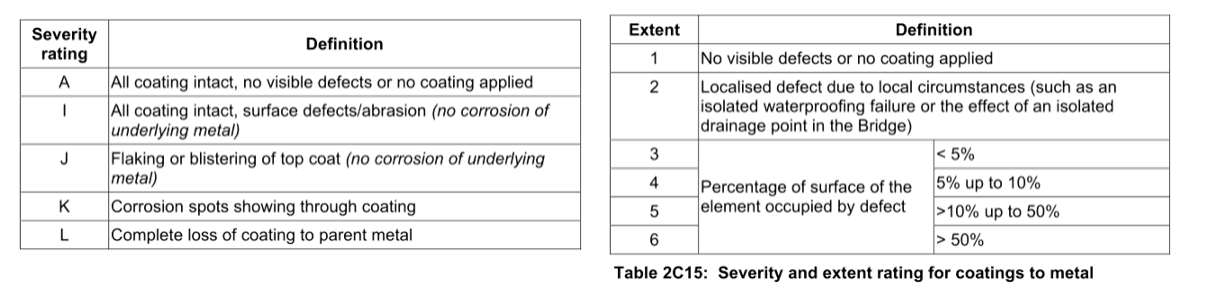 Severity
rating
Definition
A
All coating intact, no visible defects or no coating applied
I
All coating intact, surface defects/abrasion (no corrosion of
underlying metal)
J
Flaking or blistering of top coat (no corrosion of underlying
metal)
K
Corrosion spots showing through coating
L
Complete loss of coating to parent metal
Extent
Definition
1
No visible defects or no coating applied
2
Localised defect due to local circumstances (such as an
isolated waterproofing failure or the effect of an isolated
drainage point in the Bridge)
3
4
5
6
Percentage of surface of the
element occupied by defect
< 5%
5% up to 10%
>10% up to 50%
> 50%
Table 2C15: Severity and extent rating for coatings to metal